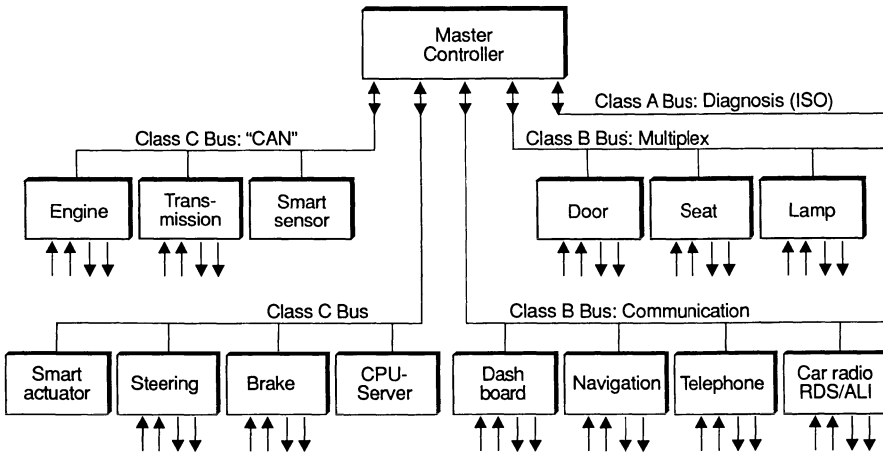 Master
Controller
Class A Bus: Diagnosis (ISO)
Class C Bus: "CAN"
Class B Bus: Multiplex
Engine
Trans-
mission
Smart
sensor
Door
Seat
Lamp
Class C Bus
Class B Bus: Communication
Smart
actuator
Steering
Brake
CPU-
Server
Dash
board
Navigation
Telephone
Car radio
RDS/ALI